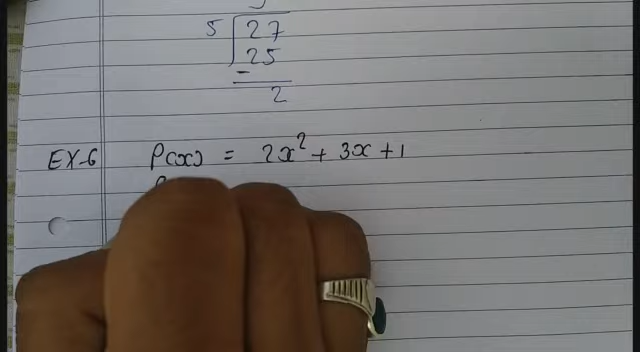 5 27
25
-
2
EX-6 P(x) = 2x² + 3x + 1